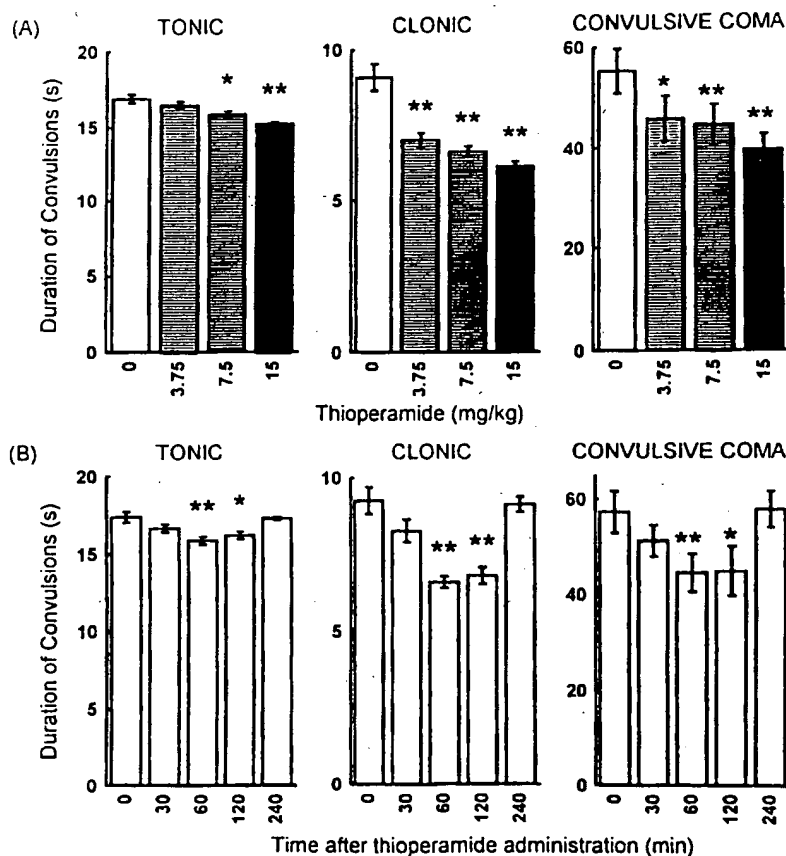 (A) TONIC CLONIC CONVULSIVE COMA
Duration of Convulsions (s)
20
15
10
5
0
* **
0 3.75 7.5 15
10
5
0
** ** **
0 3.75 7.5 15
60
40
20
0
* ** **
0 3.75 7.5 15
Thioperamide (mg/kg)
(B) TONIC CLONIC CONVULSIVE COMA
Duration of Convulsions (s)
20
15
10
5
0
** *
0 30 60 120 240
10
5
0
** **
0 30 60 120 240
60
40
20
0
** *
0 30 60 120 240
Time after thioperamide administration (min)